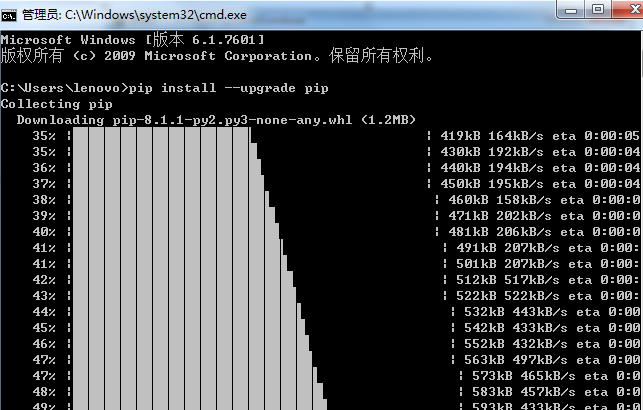 管理员: C:\Windows\system32\cmd.exe
Microsoft Windows [版本 6.1.7601]
版权所有 (c) 2009 Microsoft Corporation。保留所有权利。
C:\Users\lenovo>pip install --upgrade pip
Collecting pip
Downloading pip-8.1.1-py2.py3-none-any.whl (1.2MB)
35% | | 419kB 164kB/s eta 0:00:05
35% | | 430kB 192kB/s eta 0:00:04
36% | | 440kB 194kB/s eta 0:00:04
37% | | 450kB 195kB/s eta 0:00:04
38% | | 460kB 158kB/s eta 0:00:0
39% | | 471kB 202kB/s eta 0:00:0
40% | | 481kB 206kB/s eta 0:00:0
41% | | 491kB 207kB/s eta 0:00:
41% | | 501kB 207kB/s eta 0:00:
42% | | 512kB 517kB/s eta 0:00:
43% | | 522kB 522kB/s eta 0:00:
44% | | 532kB 443kB/s eta 0:00
45% | | 542kB 433kB/s eta 0:00
46% | | 552kB 432kB/s eta 0:00
47% | | 563kB 497kB/s eta 0:00
47% | | 573kB 465kB/s eta 0:0
48% | | 583kB 457kB/s eta 0:0
49% | | 593kB 433kB/s eta 0:0